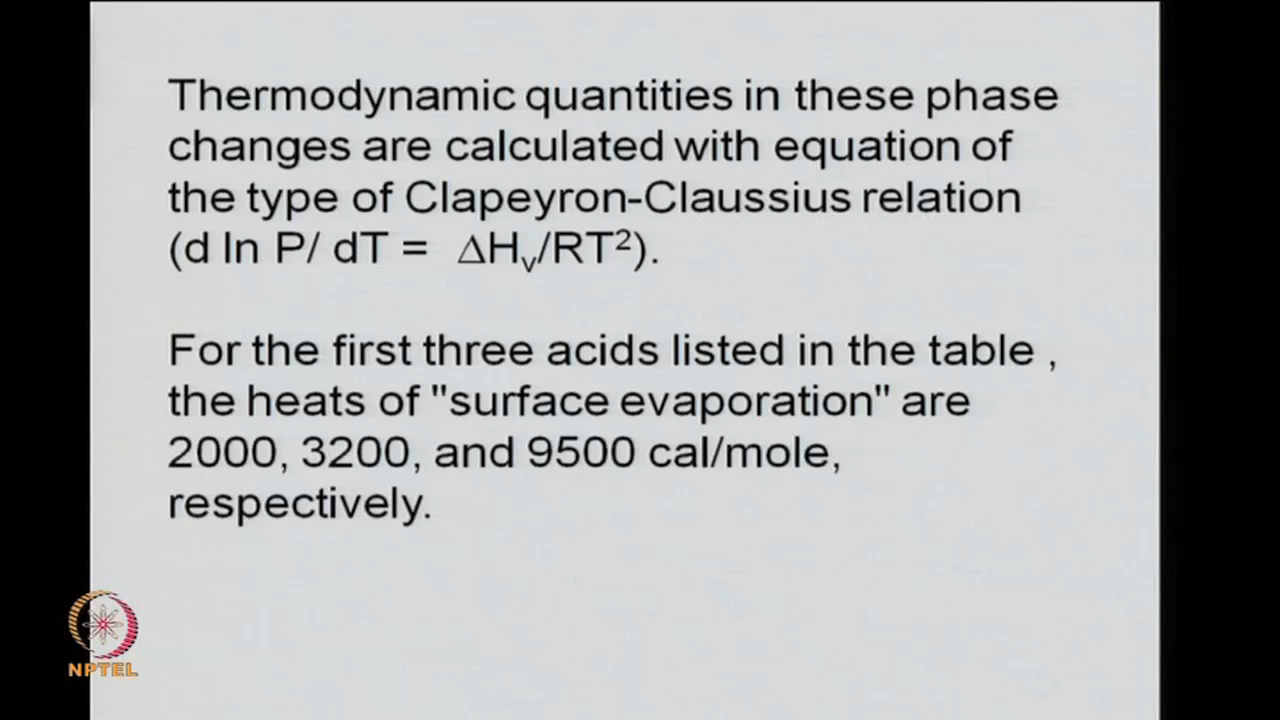 Thermodynamic quantities in these phase
changes are calculated with equation of
the type of Clapeyron-Claussius relation
(d ln P/ dT = ΔHᵥ/RT²).
For the first three acids listed in the table ,
the heats of "surface evaporation" are
2000, 3200, and 9500 cal/mole,
respectively.
NPTEL